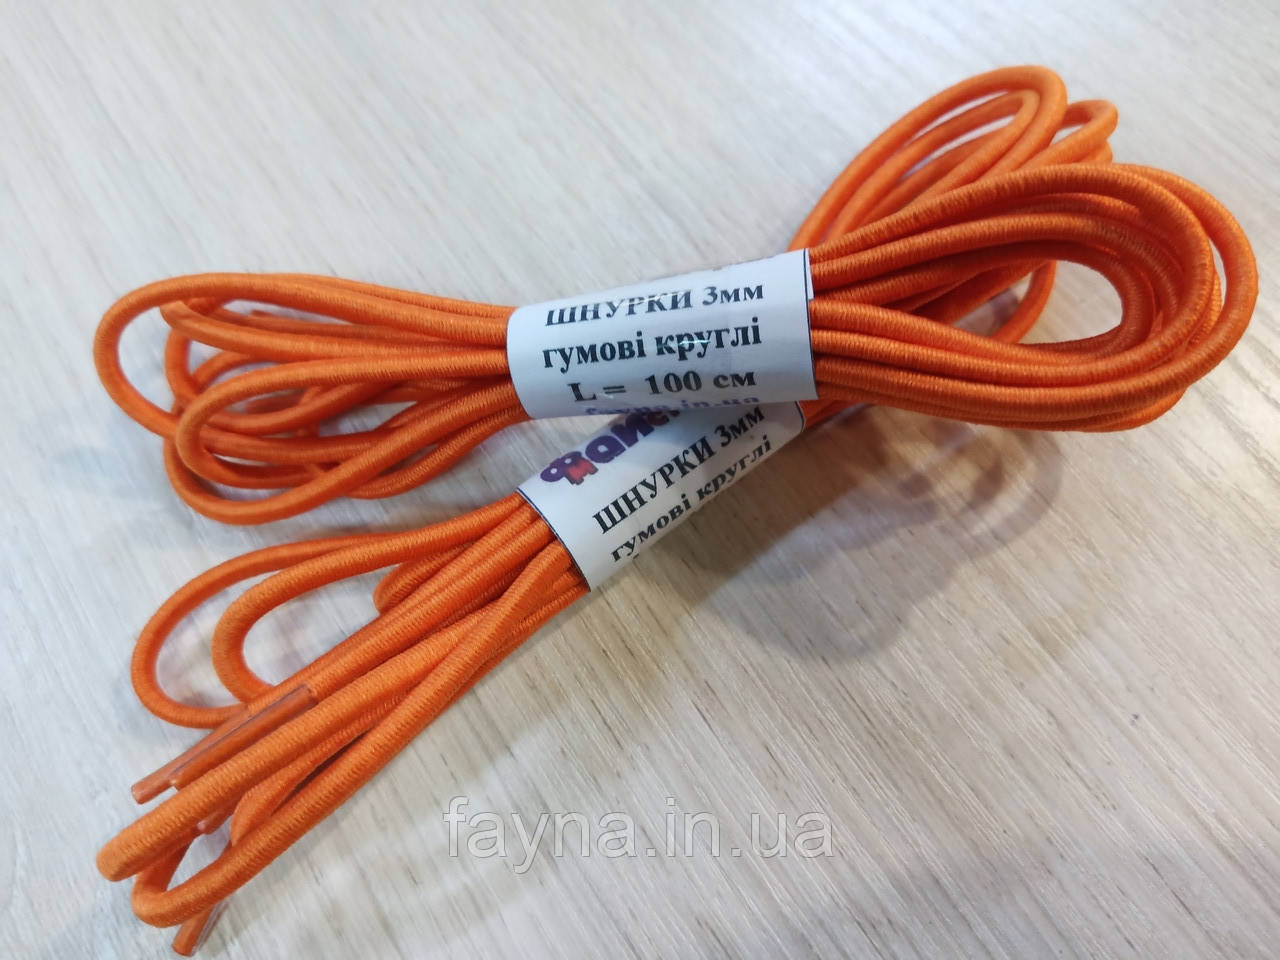 ШНУРКИ 3мм
гумові круглі
L = 100 см
ШНУРКИ 3мм
гумові круглі
fayna.in.ua